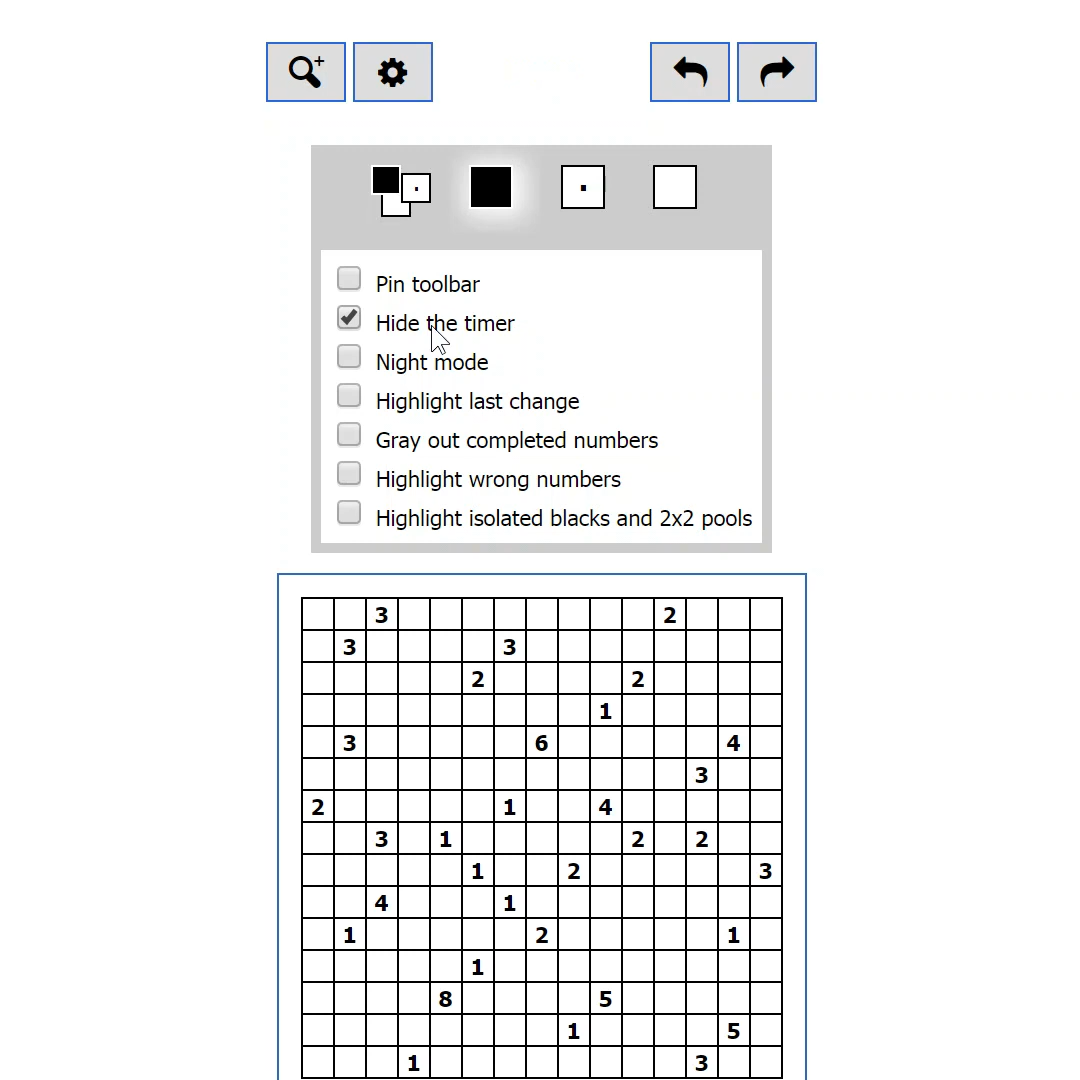 Pin toolbar
Hide the timer
Night mode
Highlight last change
Gray out completed numbers
Highlight wrong numbers
Highlight isolated blacks and 2x2 pools
3 2
3 3
2 2
1
3 6 4
3
2 1 4
3 1 2 2
1 2 3
4 1
1 2 1
1
8 5
1 5
1 3